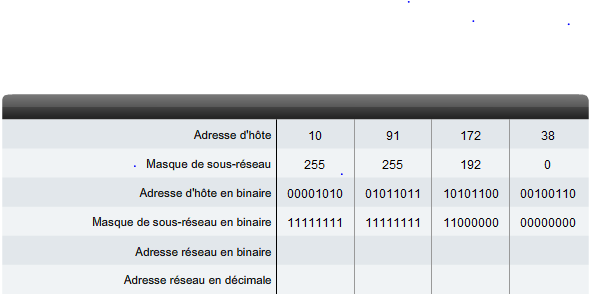 Adresse d'hôte 10 91 172 38
Masque de sous-réseau 255 255 192 0
Adresse d'hôte en binaire 00001010 01011011 10101100 00100110
Masque de sous-réseau en binaire 11111111 11111111 11000000 00000000
Adresse réseau en binaire
Adresse réseau en décimale